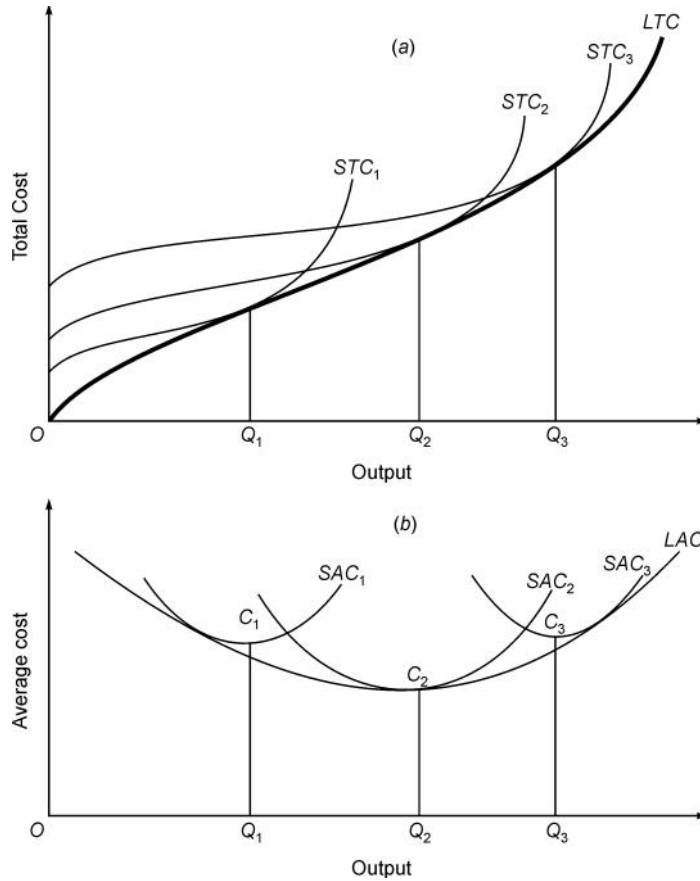 LTC
(a)
STC₃
STC₂
STC₁
Total Cost
O
Q₁
Q₂
Q₃
Output
(b)
LAC
SAC₁
SAC₂
SAC₃
C₁
C₃
C₂
Average cost
O
Q₁
Q₂
Q₃
Output